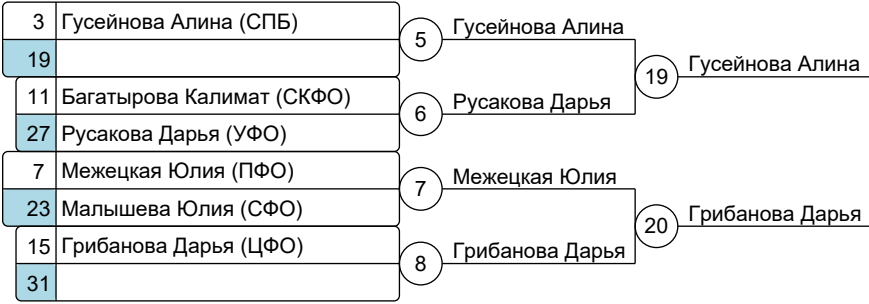 3 Гусейнова Алина (СПБ)
19
5 Гусейнова Алина
11 Багатырова Калимат (СКФО)
27 Русакова Дарья (УФО)
6 Русакова Дарья
19 Гусейнова Алина
7 Межецкая Юлия (ПФО)
23 Малышева Юлия (СФО)
7 Межецкая Юлия
15 Грибанова Дарья (ЦФО)
31
8 Грибанова Дарья
20 Грибанова Дарья